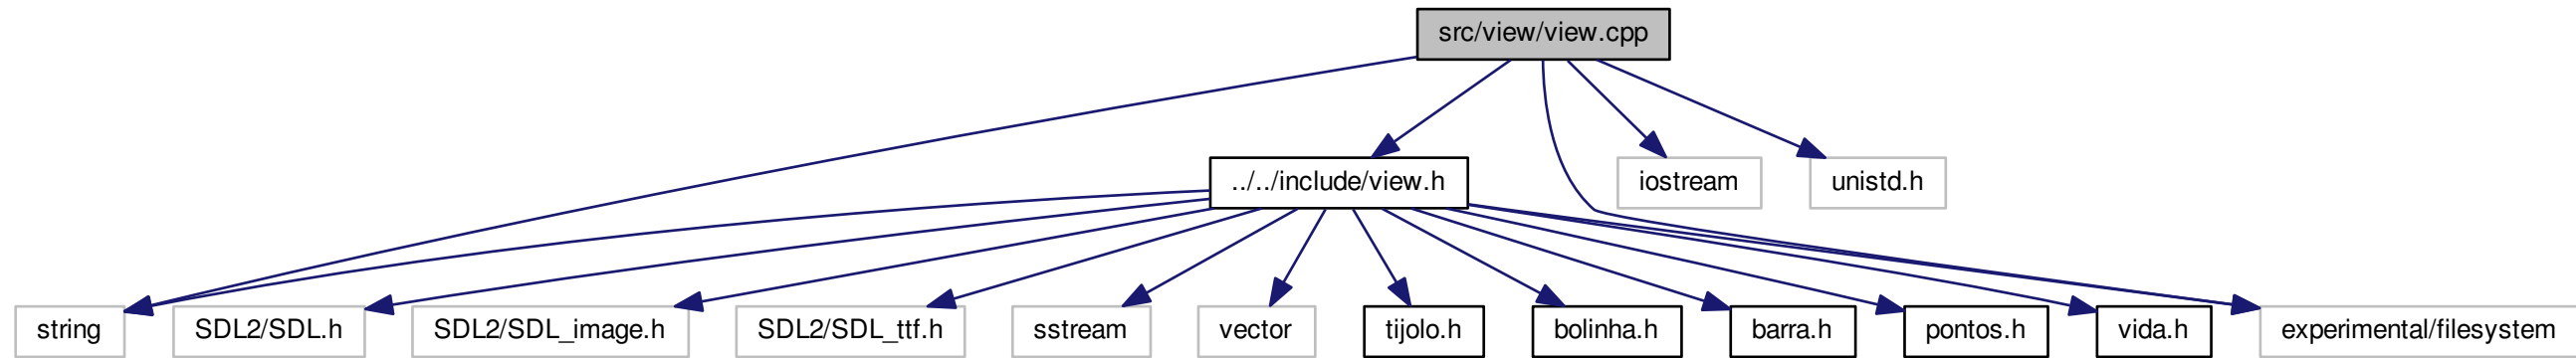 src/view/view.cpp
../../include/view.h
iostream
unistd.h
string
SDL2/SDL.h
SDL2/SDL_image.h
SDL2/SDL_ttf.h
sstream
vector
tijolo.h
bolinha.h
barra.h
pontos.h
vida.h
experimental/filesystem